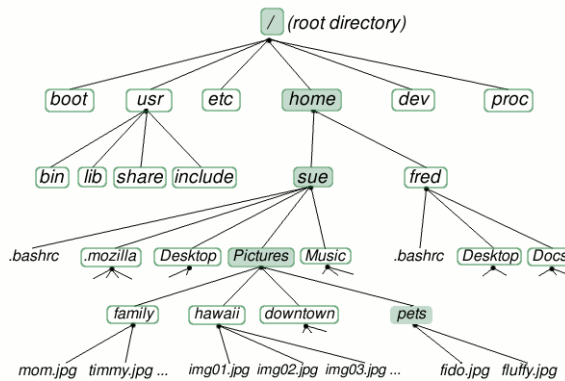 / (root directory)
boot usr etc home dev proc
bin lib share include sue fred
.bashrc .mozilla Desktop Pictures Music .bashrc Desktop Docs
family hawaii downtown pets
mom.jpg timmy.jpg ... img01.jpg img02.jpg img03.jpg ... fido.jpg fluffy.jpg